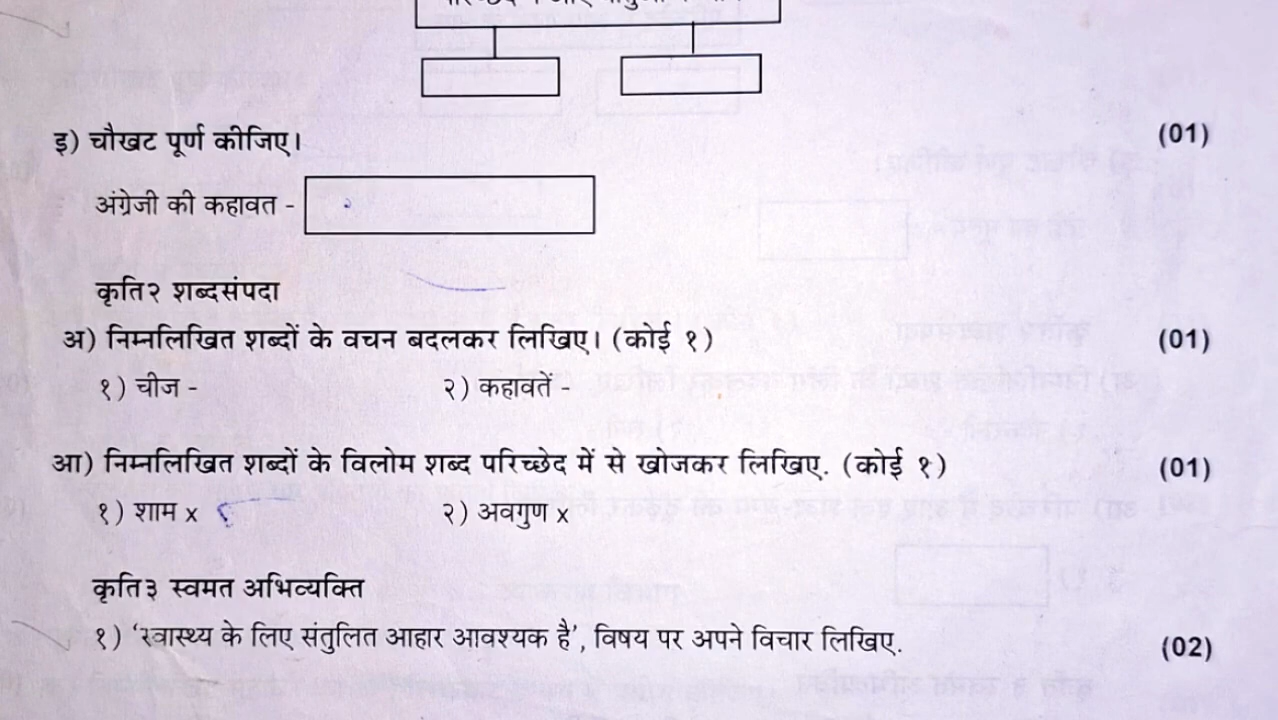 इ) चौखट पूर्ण कीजिए। (01)
अंग्रेजी की कहावत -
कृति२ शब्दसंपदा
अ) निम्नलिखित शब्दों के वचन बदलकर लिखिए। (कोई १) (01)
१) चीज - २) कहावतें -
आ) निम्नलिखित शब्दों के विलोम शब्द परिच्छेद में से खोजकर लिखिए. (कोई १) (01)
१) शाम x २) अवगुण x
कृति३ स्वमत अभिव्यक्ति
१) 'स्वास्थ्य के लिए संतुलित आहार आवश्यक है', विषय पर अपने विचार लिखिए. (02)